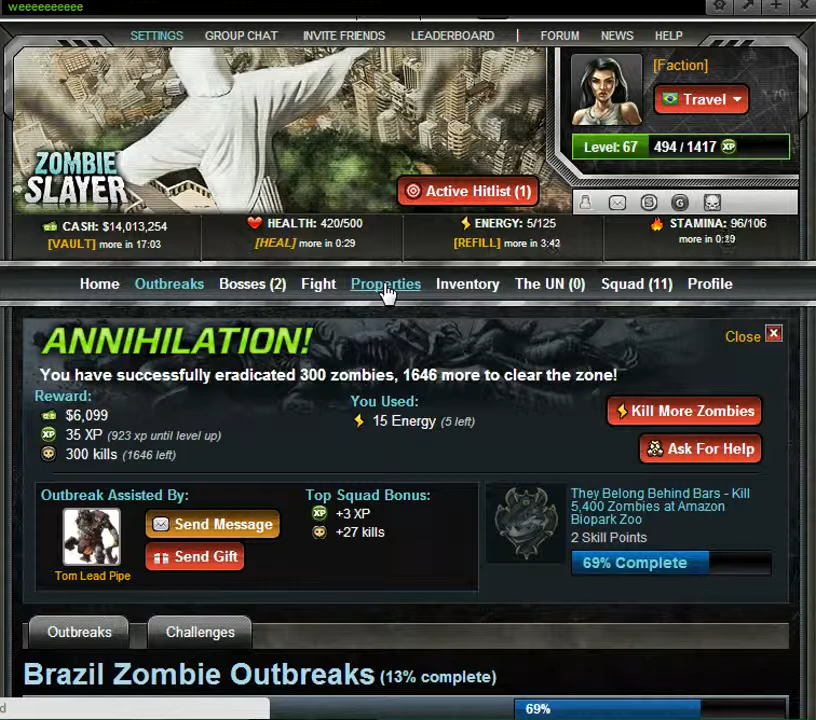 weeeeeeeeee
SETTINGS GROUP CHAT INVITE FRIENDS LEADERBOARD | FORUM NEWS HELP
[Faction]
Travel
Level: 67 494 / 1417 XP
ZOMBIE
SLAYER
Active Hitlist (1)
CASH: $14,013,254
[VAULT] more in 17:03
HEALTH: 420/500
[HEAL] more in 0:29
ENERGY: 5/125
[REFILL] more in 3:42
STAMINA: 96/106
more in 0:19
Home Outbreaks Bosses (2) Fight Properties Inventory The UN (0) Squad (11) Profile
ANNIHILATION!
Close
You have successfully eradicated 300 zombies, 1646 more to clear the zone!
Reward:
$6,099
XP 35 XP (923 xp until level up)
300 kills (1646 left)
You Used:
15 Energy (5 left)
Kill More Zombies
Ask For Help
Outbreak Assisted By:
Send Message
Send Gift
Tom Lead Pipe
Top Squad Bonus:
XP +3 XP
+27 kills
They Belong Behind Bars - Kill
5,400 Zombies at Amazon
Biopark Zoo
2 Skill Points
69% Complete
Outbreaks Challenges
Brazil Zombie Outbreaks (13% complete)
d
69%